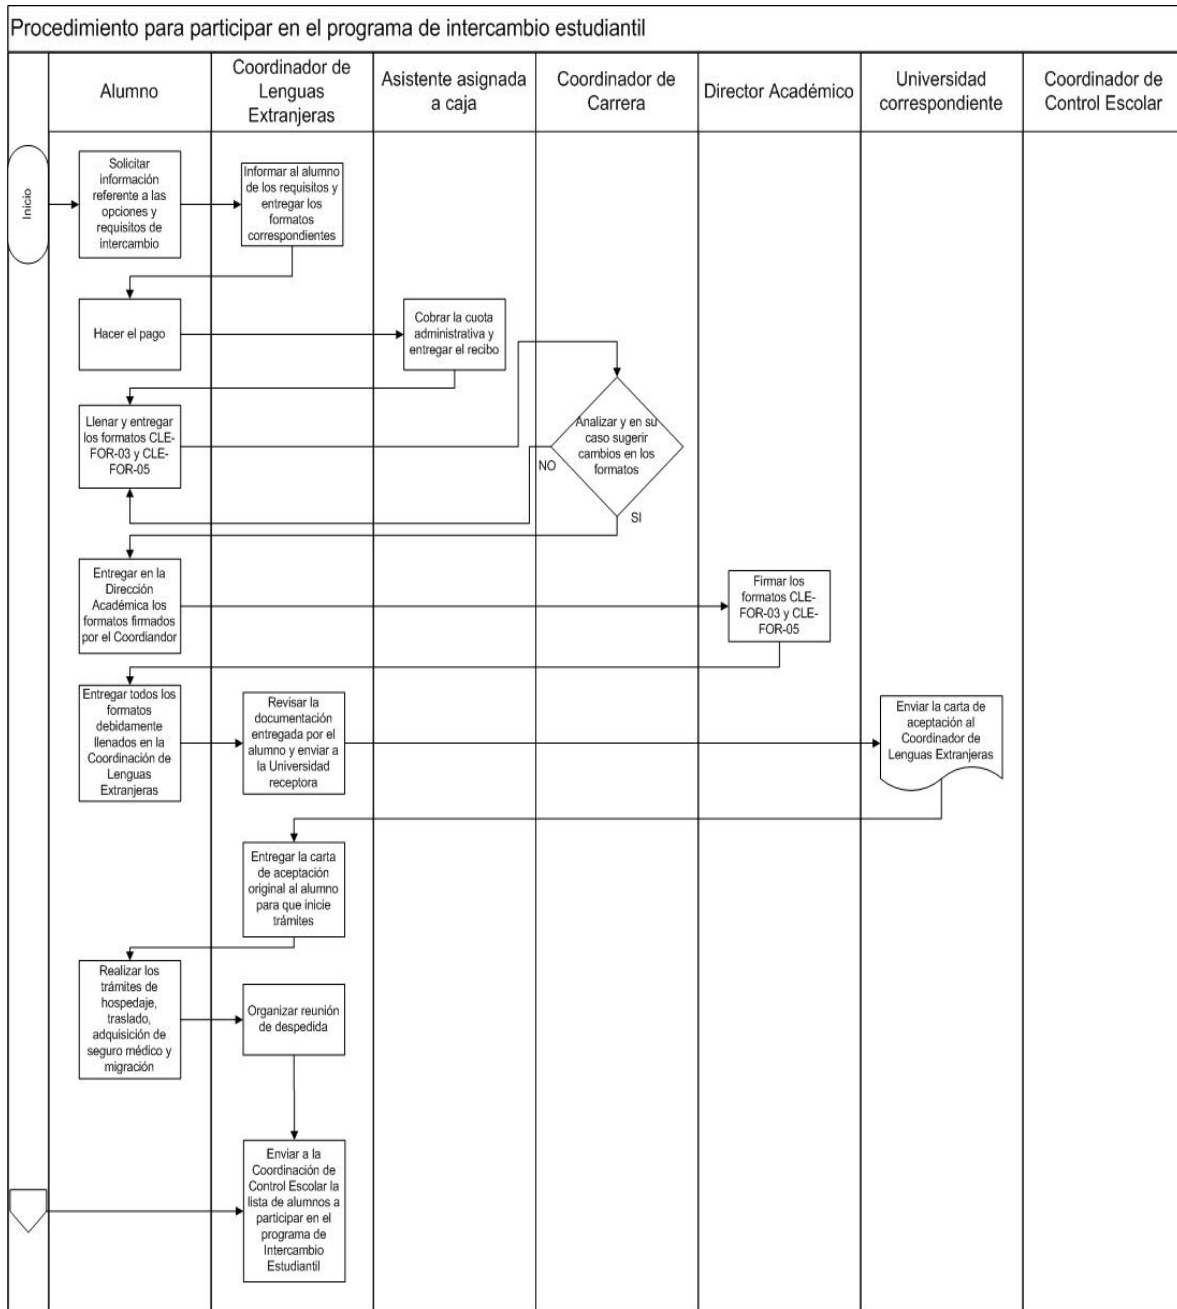 Procedimiento para participar en el programa de intercambio estudiantil
Alumno
Coordinador de
Lenguas
Extranjeras
Asistente asignada
a caja
Coordinador de
Carrera
Director Académico
Universidad
correspondiente
Coordinador de
Control Escolar
Inicio
Solicitar
información
referente a las
opciones y
requisitos de
intercambio
Informar al alumno
de los requisitos y
entregar los
formatos
correspondientes
Hacer el pago
Cobrar la cuota
administrativa y
entregar el recibo
Llenar y entregar
los formatos CLE-
FOR-03 y CLE-
FOR-05
Analizar y en su
caso sugerir
cambios en los
formatos
NO
SI
Entregar en la
Dirección
Académica los
formatos firmados
por el Coordiandor
Firmar los
formatos CLE-
FOR-03 y CLE-
FOR-05
Entregar todos los
formatos
debidamente
llenados en la
Coordinación de
Lenguas
Extranjeras
Revisar la
documentación
entregada por el
alumno y enviar a
la Universidad
receptora
Enviar la carta de
aceptación al
Coordinador de
Lenguas Extranjeras
Entregar la carta
de aceptación
original al alumno
para que inicie
trámites
Realizar los
trámites de
hospedaje,
traslado,
adquisición de
seguro médico y
migración
Organizar reunión
de despedida
Enviar a la
Coordinación de
Control Escolar la
lista de alumnos a
participar en el
programa de
Intercambio
Estudiantil